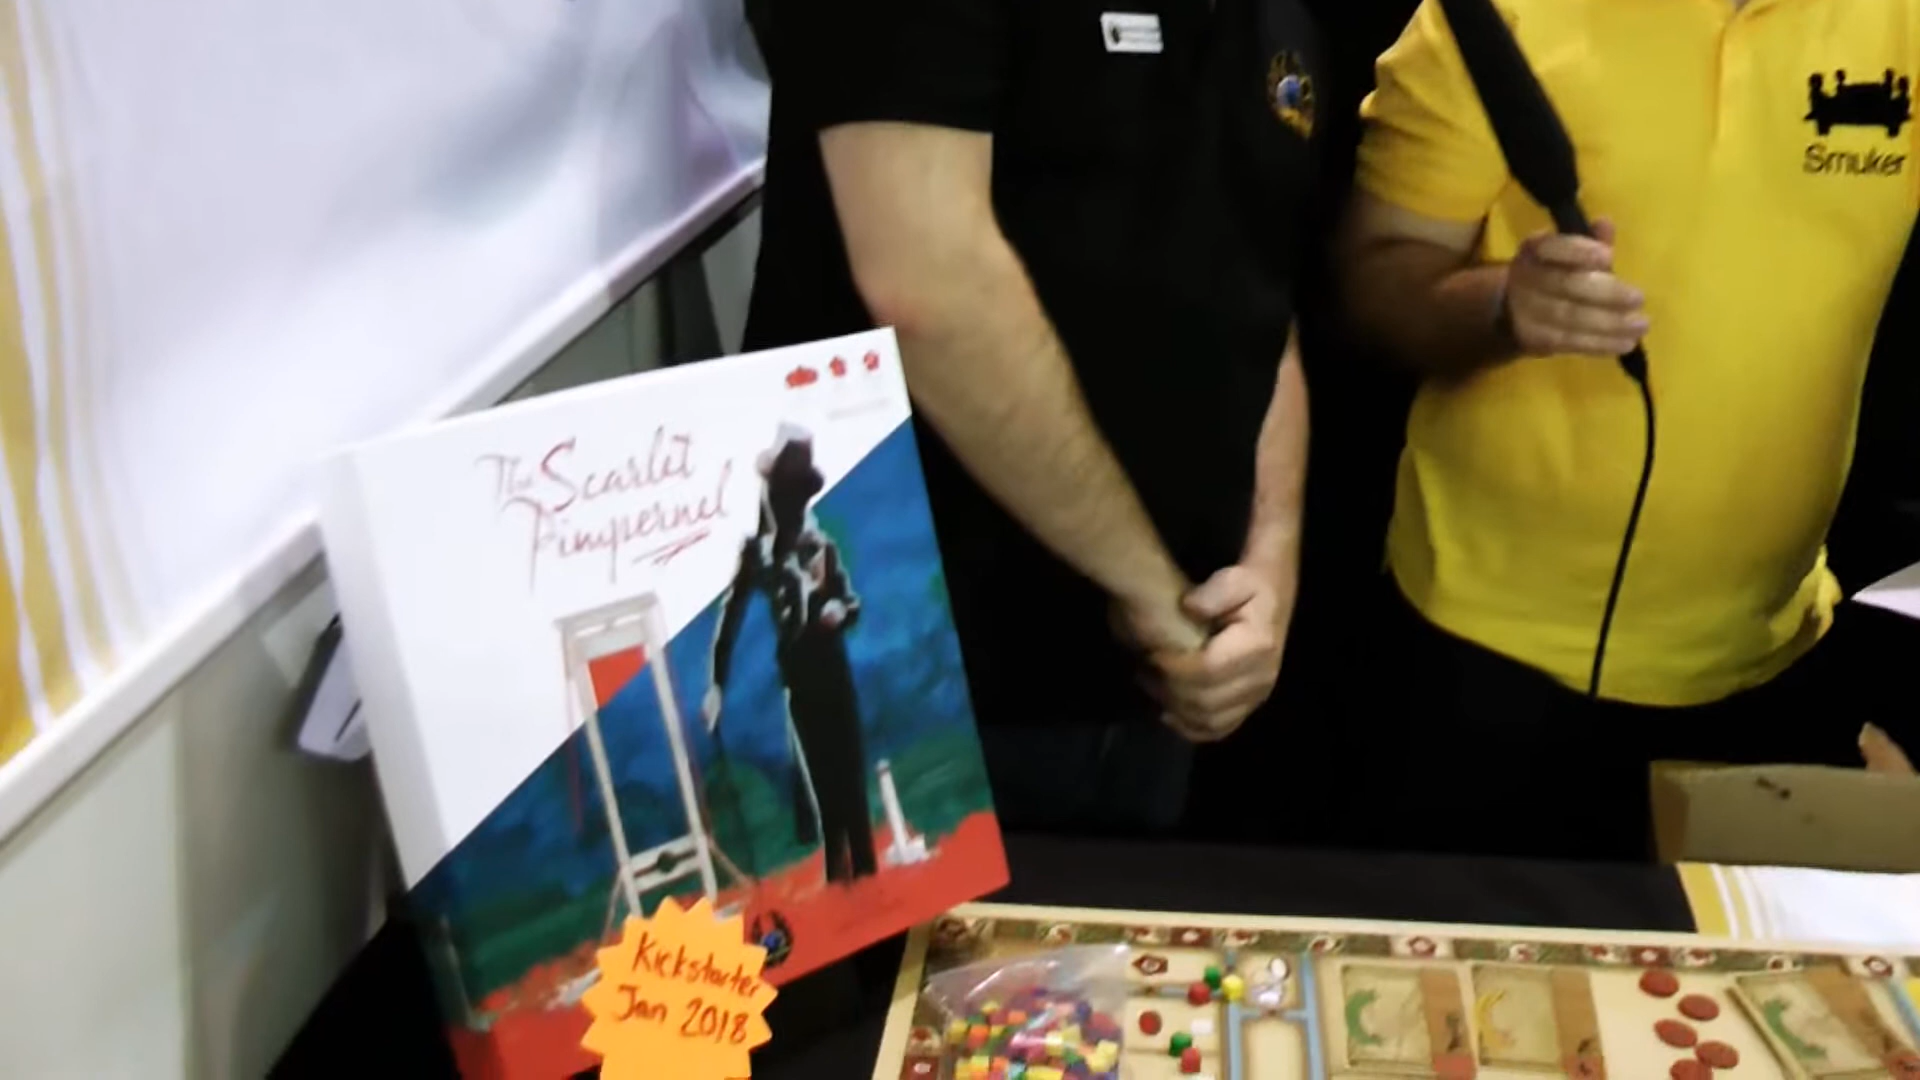 Smuker
The Scarlet
Pimpernel
Kickstarter
Jan 2018